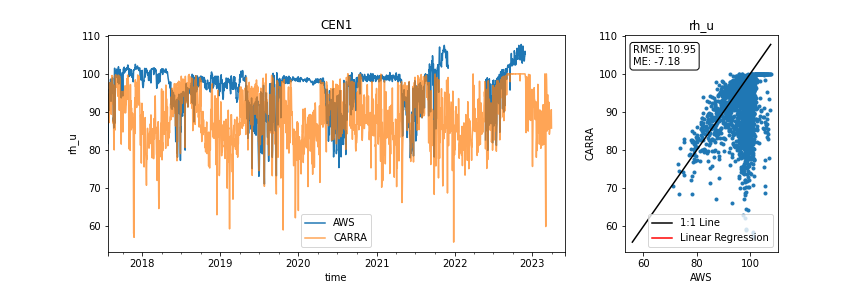 CEN1
rh_u
110
100
90
80
70
60
rh_u
2018
2019
2020
2021
2022
2023
time
AWS
CARRA
rh_u
RMSE: 10.95
ME: -7.18
110
100
90
80
70
60
CARRA
60
80
100
AWS
1:1 Line
Linear Regression